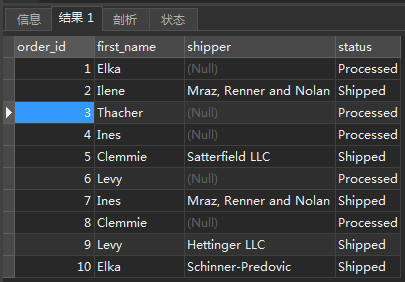 信息 结果 1 剖析 状态
order_id first_name shipper status
1 Elka (Null) Processed
2 Ilene Mraz, Renner and Nolan Shipped
3 Thacher (Null) Processed
4 Ines (Null) Processed
5 Clemmie Satterfield LLC Shipped
6 Levy (Null) Processed
7 Ines Mraz, Renner and Nolan Shipped
8 Clemmie (Null) Processed
9 Levy Hettinger LLC Shipped
10 Elka Schinner-Predovic Shipped